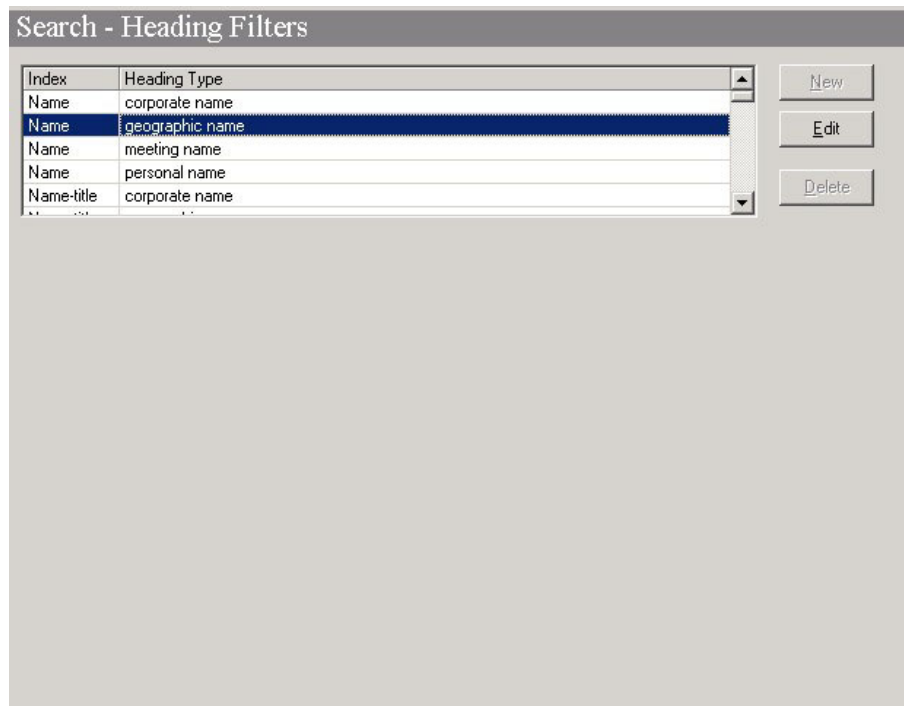 Search - Heading Filters
Index Heading Type
Name corporate name
Name geographic name
Name meeting name
Name personal name
Name-title corporate name
New
Edit
Delete